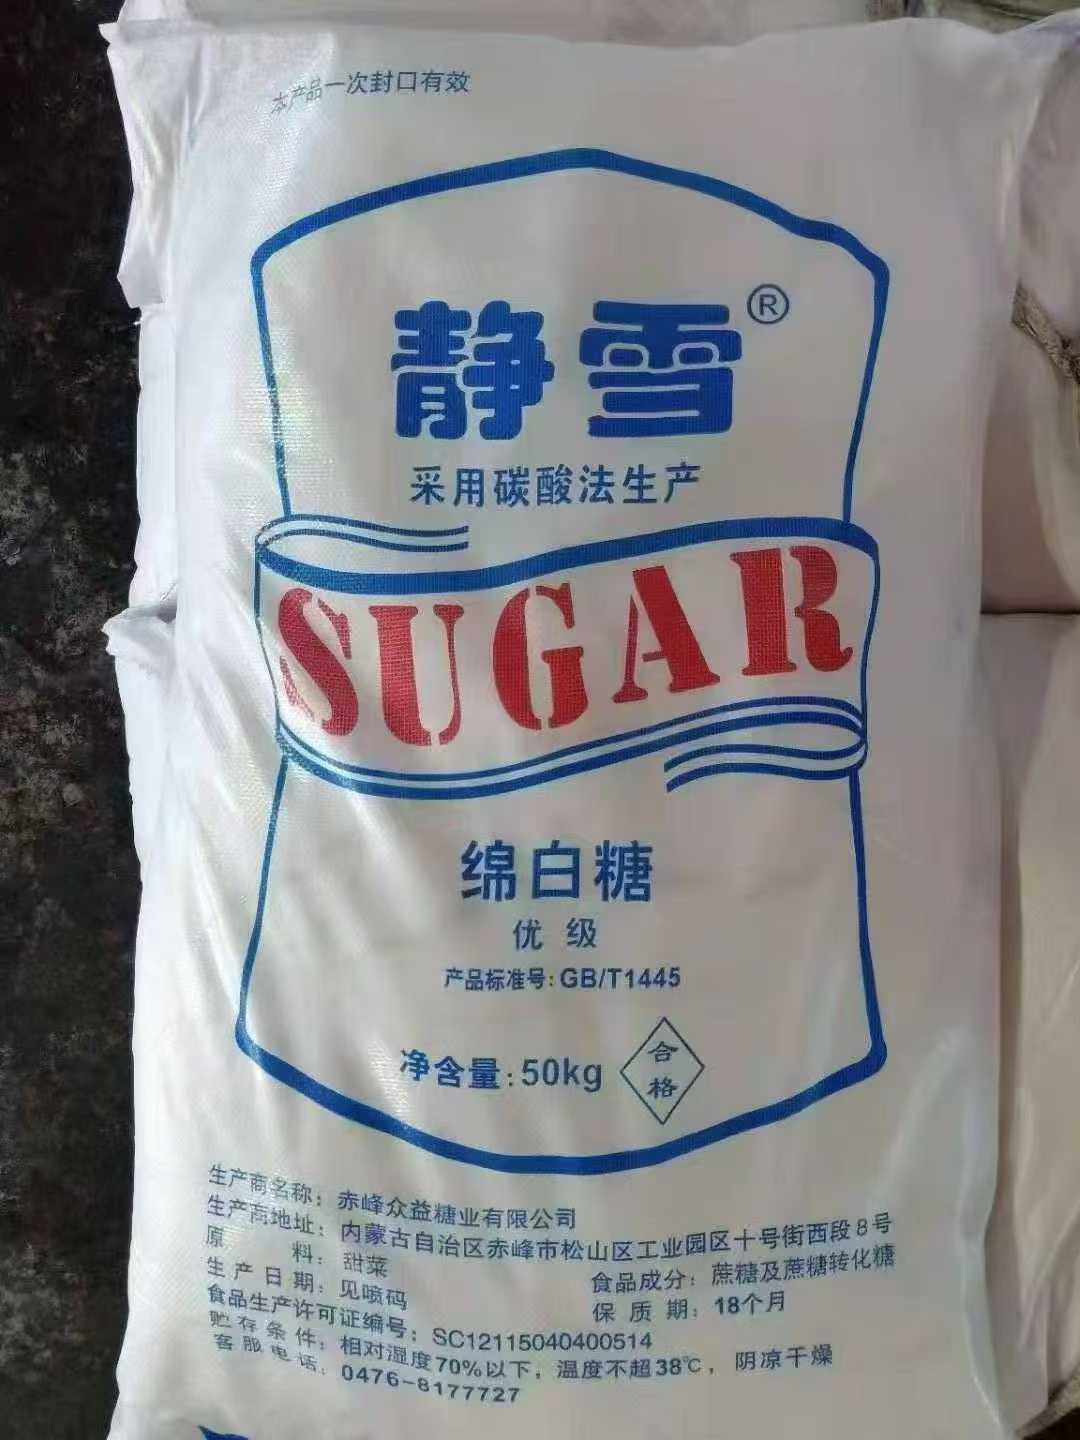 本产品一次封口有效
静雪®
采用碳酸法生产
SUGAR
绵白糖
优级
产品标准号:GB/T1445
净含量:50kg
合格
生产商名称：赤峰众益糖业有限公司
生产商地址：内蒙古自治区赤峰市松山区工业园区十号街西段8号
原料：甜菜
食品成分：蔗糖及蔗糖转化糖
生产日期：见喷码
保质期：18个月
食品生产许可证编号：SC12115040400514
贮存条件：相对湿度70%以下，温度不超38℃，阴凉干燥
客服电话：0476-8177727